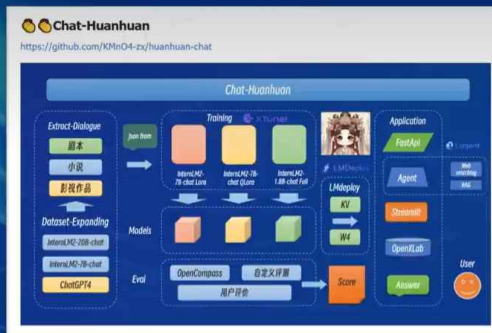 Chat-Huanhuan
https://github.com/KMnO4-zx/huanhuan-chat
Chat-Huanhuan
Extract-Dialogue
剧本
小说
影视作品
Dataset-Expanding
InternLM2-20B-chat
InternLM2-7B-chat
ChatGPT4
Json from
Training
XTuner
InternLM2-
7B-chat Lora
InternLM2-7B-
chat QLora
InternLM2-
1.8B-chat Full
Models
Eval
OpenCompass
自定义评测
用户评价
LMDeploy
LMdeploy
KV
W4
Score
Application
FastApi
Lagent
Agent
Web
searching
RAG
Streamlit
OpenXLab
Answer
User